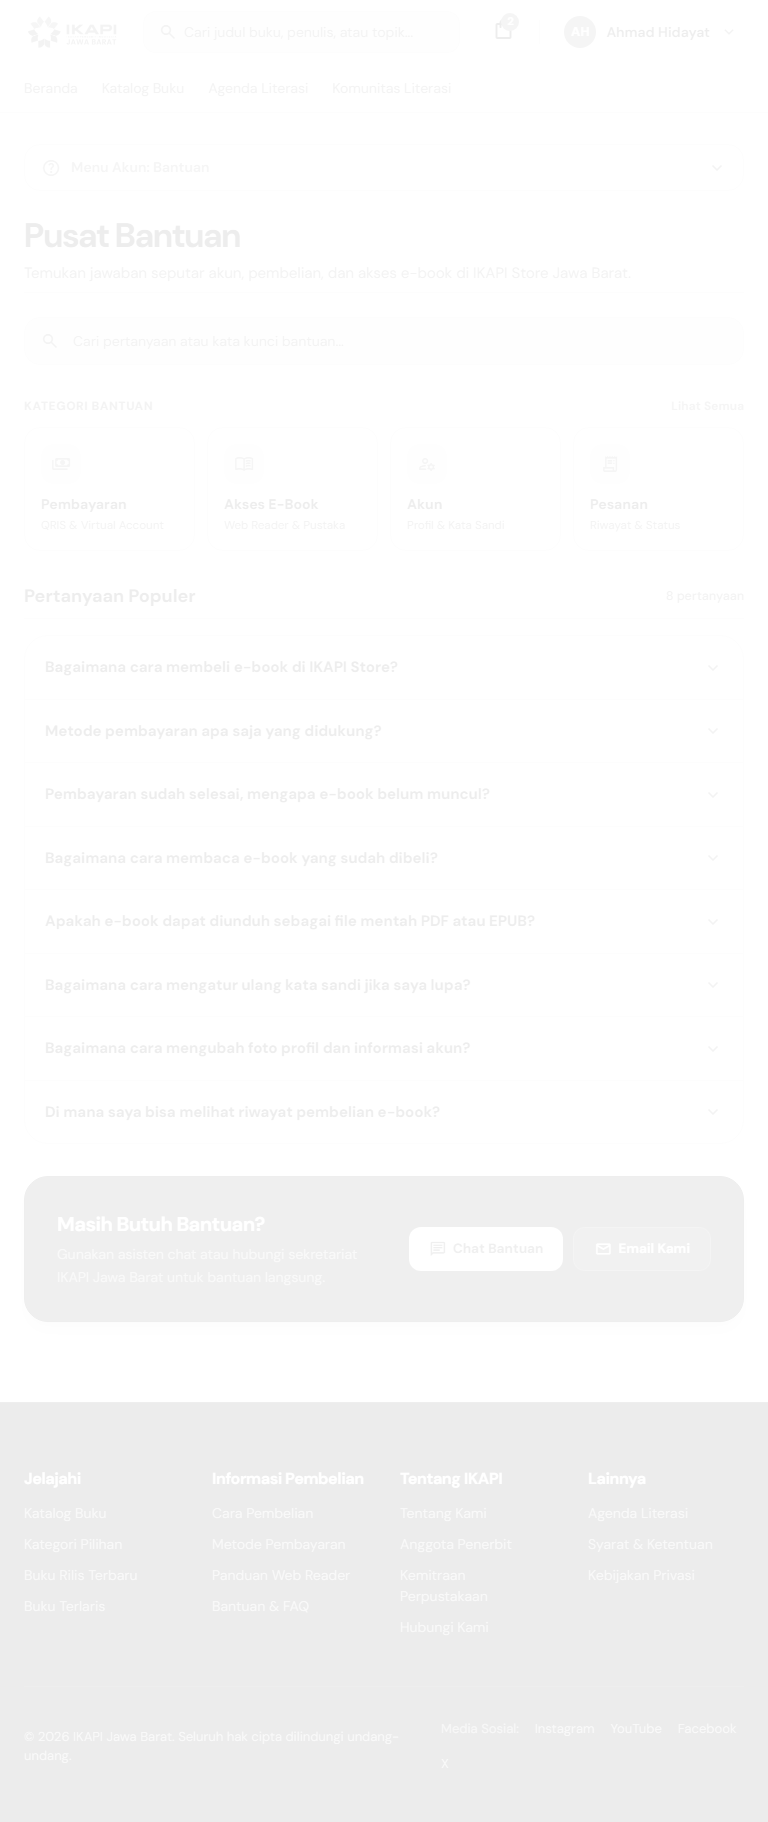 IKAPI
JAWA BARAT
Cari judul buku, penulis, atau topik...
2
AH
Ahmad Hidayat
Beranda
Katalog Buku
Agenda Literasi
Komunitas Literasi
Menu Akun: Bantuan
Pusat Bantuan
Temukan jawaban seputar akun, pembelian, dan akses e-book di IKAPI Store Jawa Barat.
Cari pertanyaan atau kata kunci bantuan...
KATEGORI BANTUAN
Lihat Semua
Pembayaran
QRIS & Virtual Account
Akses E-Book
Web Reader & Pustaka
Akun
Profil & Kata Sandi
Pesanan
Riwayat & Status
Pertanyaan Populer
8 pertanyaan
Bagaimana cara membeli e-book di IKAPI Store?
Metode pembayaran apa saja yang didukung?
Pembayaran sudah selesai, mengapa e-book belum muncul?
Bagaimana cara membaca e-book yang sudah dibeli?
Apakah e-book dapat diunduh sebagai file mentah PDF atau EPUB?
Bagaimana cara mengatur ulang kata sandi jika saya lupa?
Bagaimana cara mengubah foto profil dan informasi akun?
Di mana saya bisa melihat riwayat pembelian e-book?
Masih Butuh Bantuan?
Gunakan asisten chat atau hubungi sekretariat
IKAPI Jawa Barat untuk bantuan langsung.
Chat Bantuan
Email Kami
Jelajahi
Katalog Buku
Kategori Pilihan
Buku Rilis Terbaru
Buku Terlaris
Informasi Pembelian
Cara Pembelian
Metode Pembayaran
Panduan Web Reader
Bantuan & FAQ
Tentang IKAPI
Tentang Kami
Anggota Penerbit
Kemitraan
Perpustakaan
Hubungi Kami
Lainnya
Agenda Literasi
Syarat & Ketentuan
Kebijakan Privasi
© 2026 IKAPI Jawa Barat. Seluruh hak cipta dilindungi undang-
undang.
Media Sosial:
Instagram
YouTube
Facebook
X